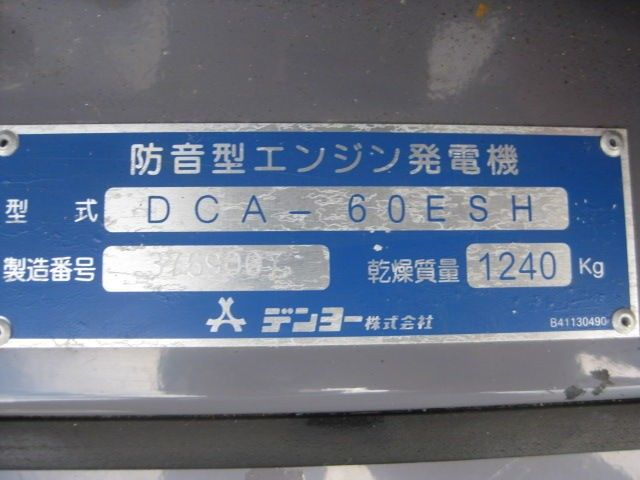 防音型エンジン発電機
型式 DCA-60ESH
製造番号 乾燥質量 1240 Kg
デンヨー株式会社
B41130490